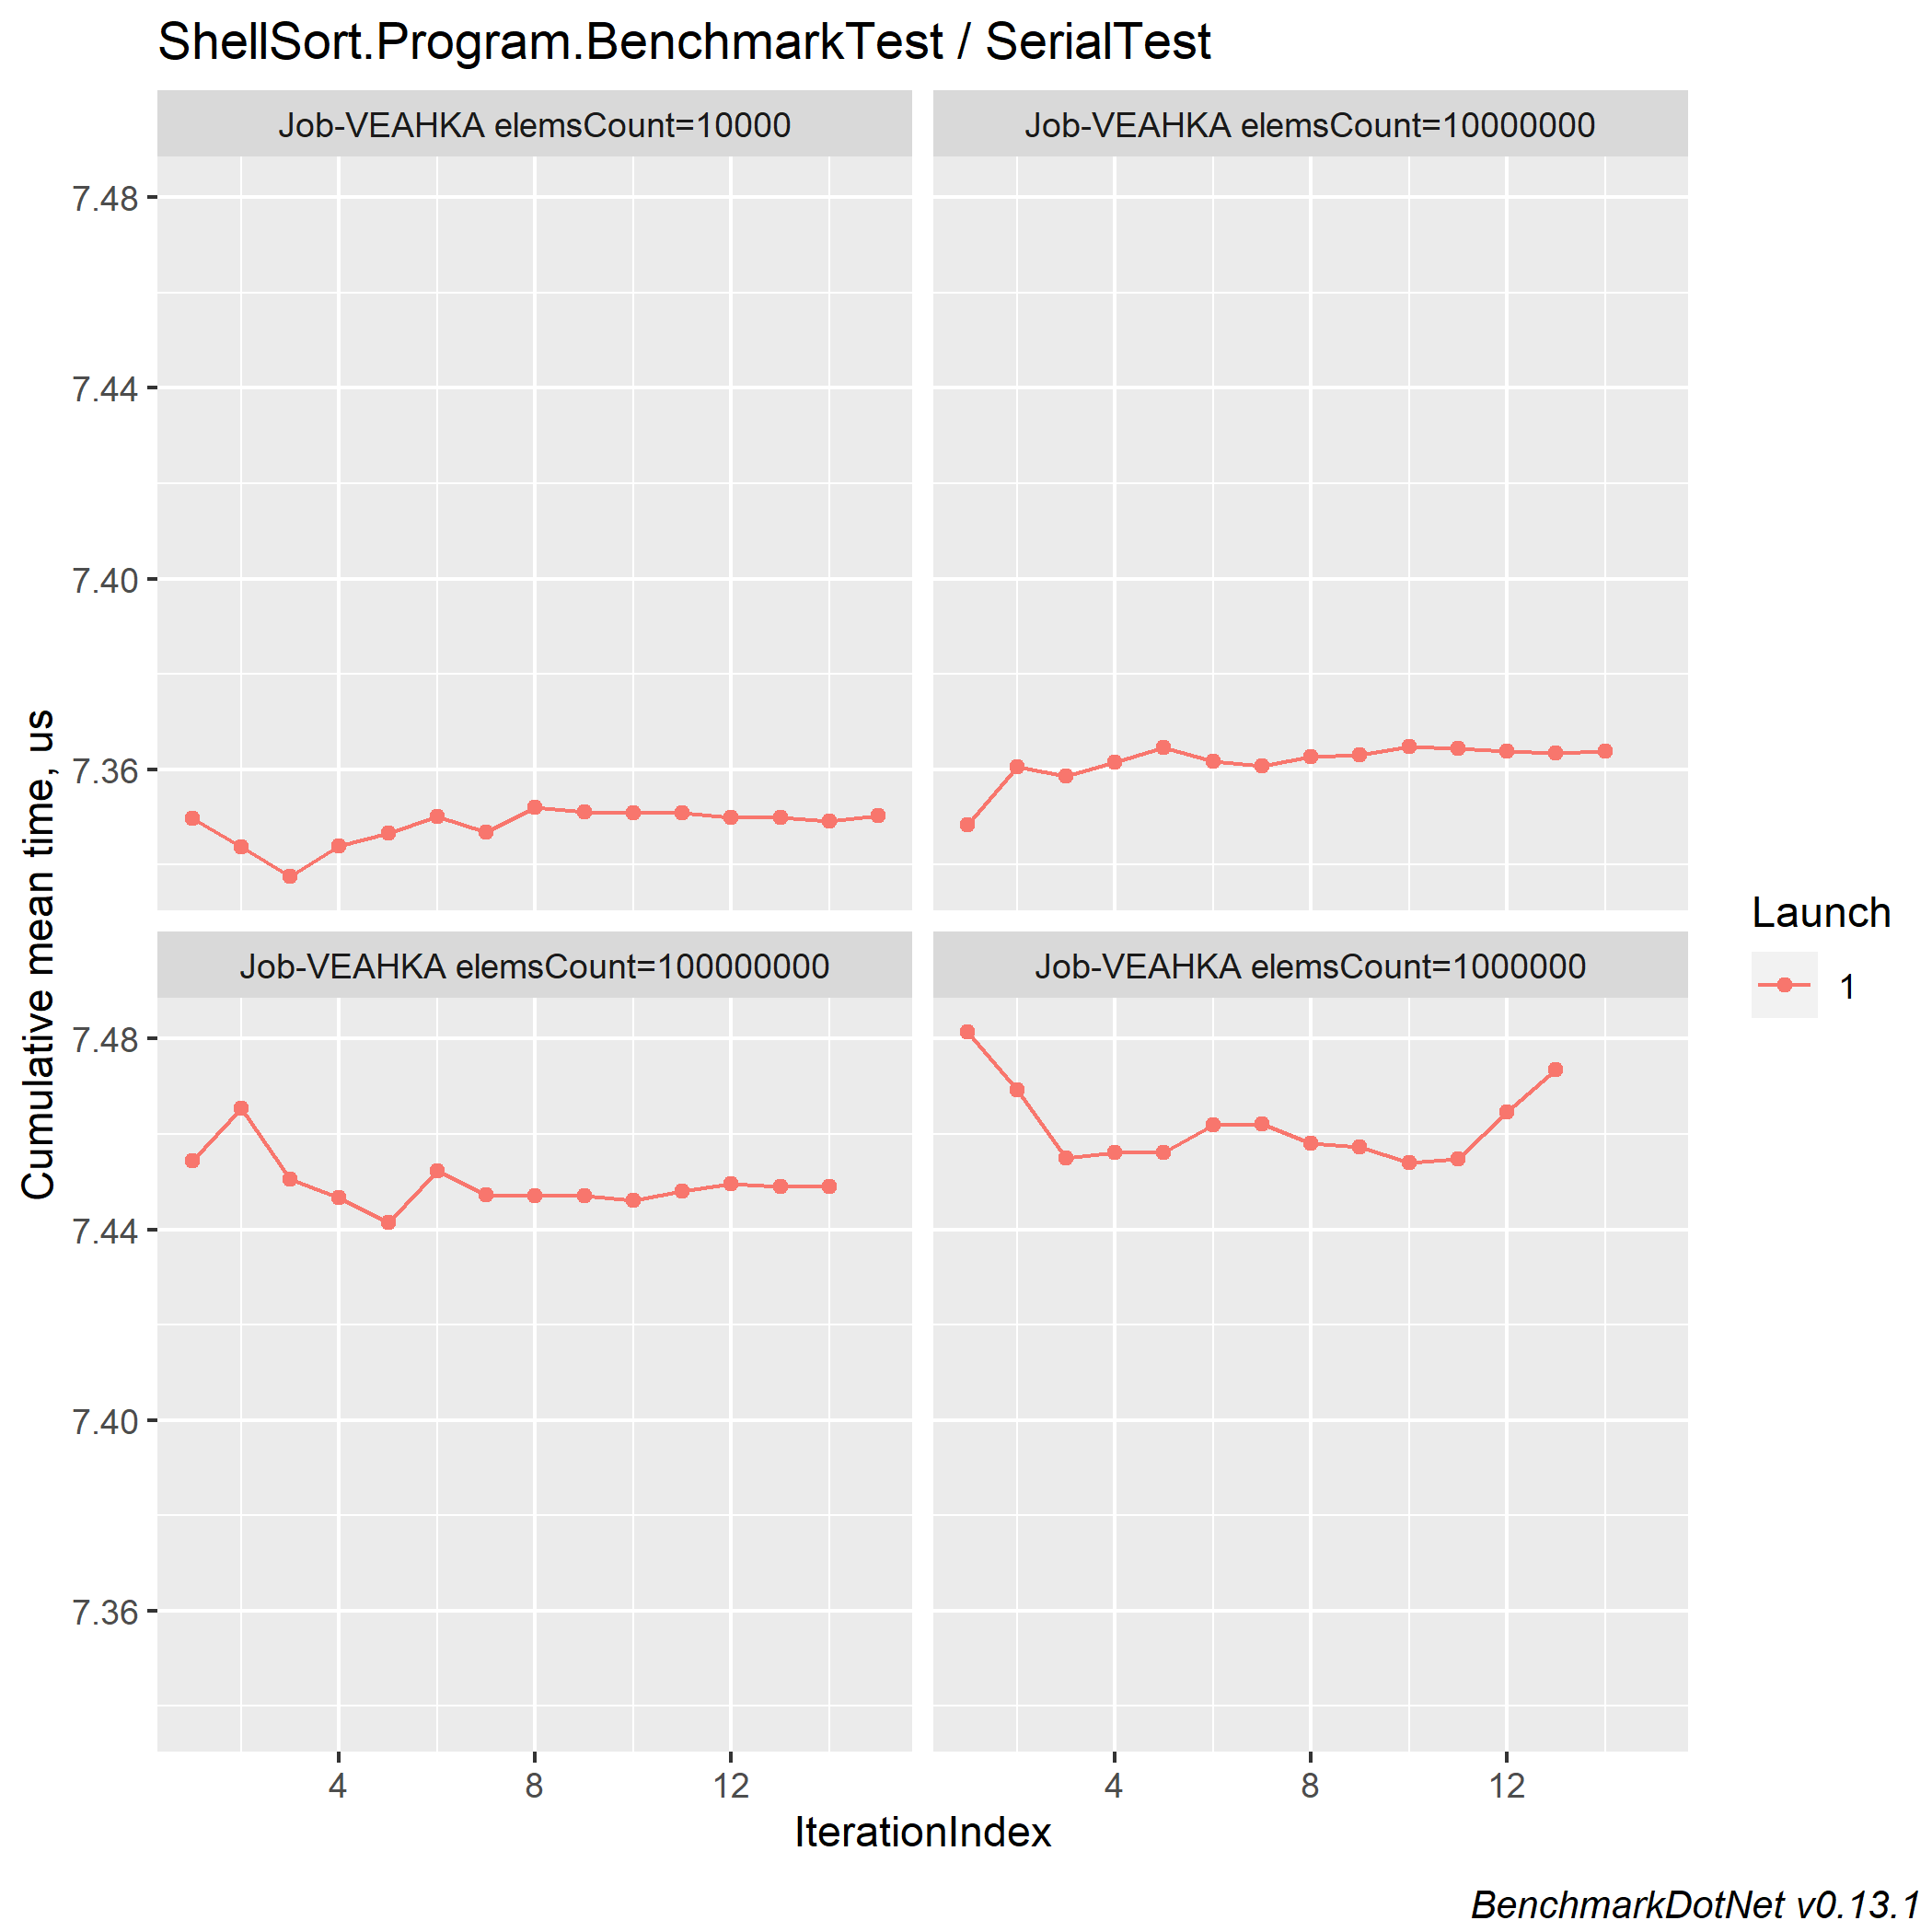 ShellSort.Program.BenchmarkTest / SerialTest
Job-VEAHKA elemsCount=10000
Job-VEAHKA elemsCount=10000000
7.48
7.44
7.40
7.36
Job-VEAHKA elemsCount=100000000
Job-VEAHKA elemsCount=1000000
7.48
7.44
7.40
7.36
4
8
12
4
8
12
Cumulative mean time, us
IterationIndex
Launch
1
BenchmarkDotNet v0.13.1